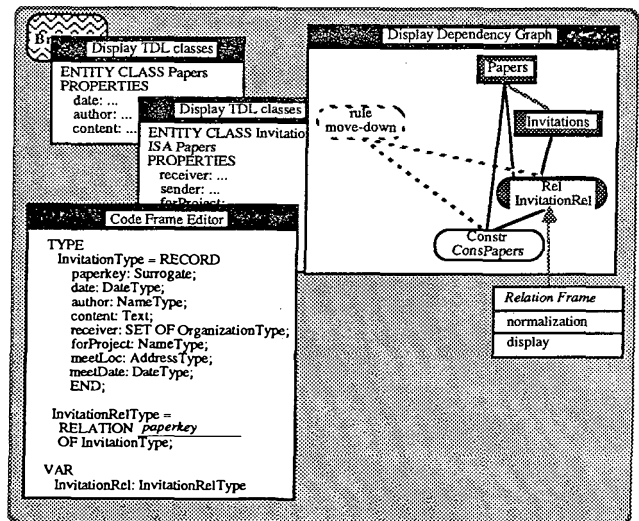 Br
Display TDL classes
ENTITY CLASS Papers
PROPERTIES
date: ...
author: ...
content: ...
Display TDL classes
ENTITY CLASS Invitatio
ISA Papers
PROPERTIES
receiver: ...
sender: ...
forProject:
Code Frame Editor
TYPE
InvitationType = RECORD
paperkey: Surrogate;
date: DateType;
author: NameType;
content: Text;
receiver: SET OF OrganizationType;
forProject: NameType;
meetLoc: AddressType;
meetDate: DateType;
END;
InvitationRelType =
RELATION paperkey
OF InvitationType;
VAR
InvitationRel: InvitationRelType
Display Dependency Graph
Papers
rule
move-down
Invitations
Rel
InvitationRel
Constr
ConsPapers
Relation Frame
normalization
display